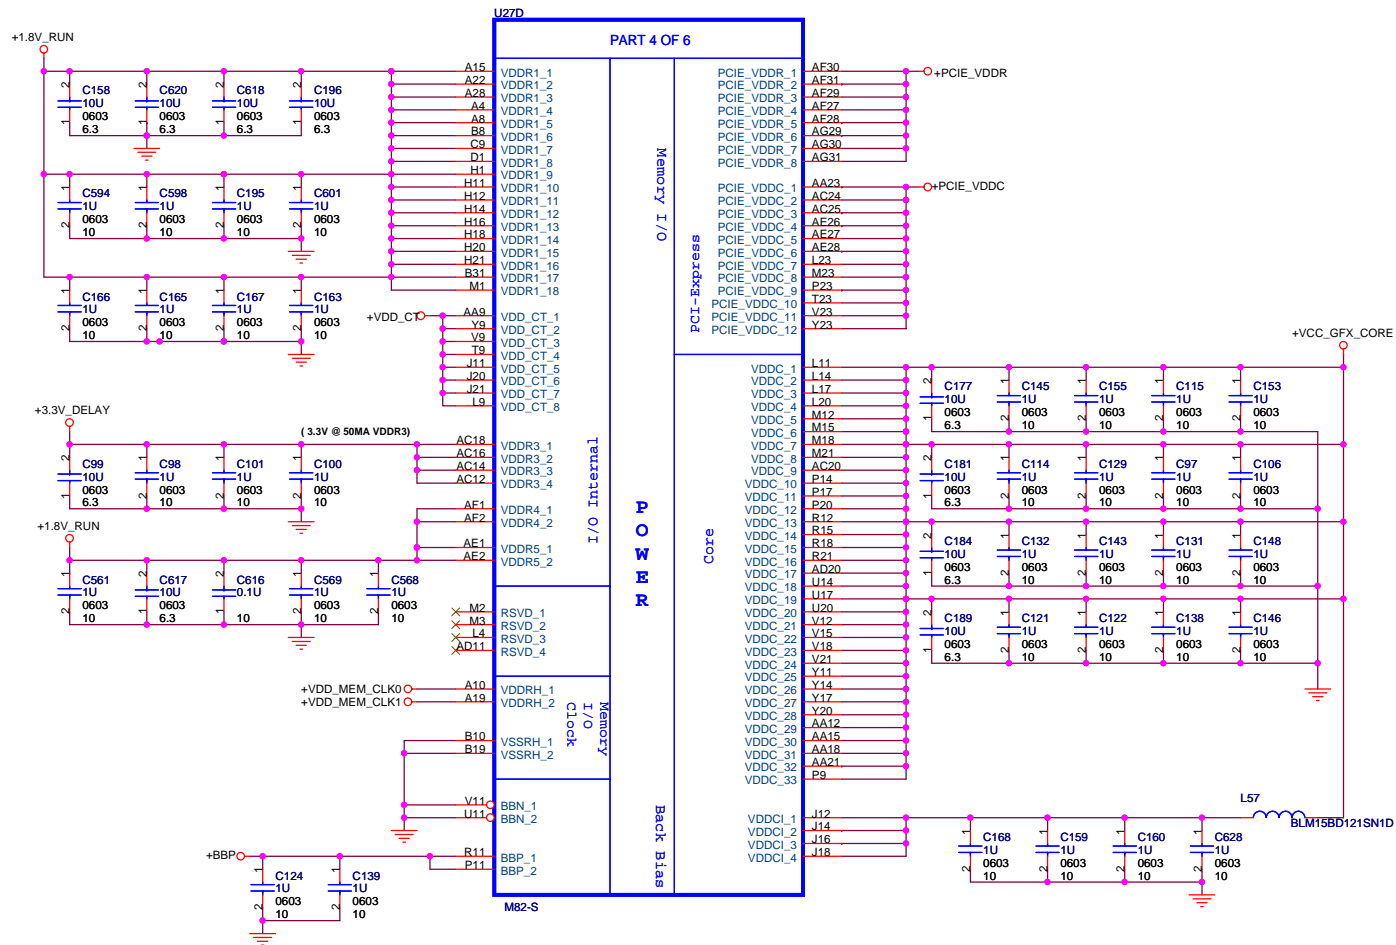 U27D
PART 4 OF 6
+1.8V_RUN
C158
10U
0603
6.3
C620
10U
0603
6.3
C618
10U
0603
6.3
C196
10U
0603
6.3
C594
1U
0603
10
C598
1U
0603
10
C195
1U
0603
10
C601
1U
0603
10
C166
1U
0603
10
C165
1U
0603
10
C167
1U
0603
10
C163
1U
0603
10
A15 VDDR1_1
A22 VDDR1_2
A28 VDDR1_3
A4 VDDR1_4
A8 VDDR1_5
B8 VDDR1_6
C9 VDDR1_7
D1 VDDR1_8
H1 VDDR1_9
H11 VDDR1_10
H12 VDDR1_11
H14 VDDR1_12
H16 VDDR1_13
H18 VDDR1_14
H20 VDDR1_15
H21 VDDR1_16
B31 VDDR1_17
M1 VDDR1_18
+VDD_CT
AA9 VDD_CT_1
Y9 VDD_CT_2
V9 VDD_CT_3
T9 VDD_CT_4
J11 VDD_CT_5
J20 VDD_CT_6
J21 VDD_CT_7
L9 VDD_CT_8
+3.3V_DELAY
( 3.3V @ 50MA VDDR3)
C99
10U
0603
6.3
C98
1U
0603
10
C101
1U
0603
10
C100
1U
0603
10
AC18 VDDR3_1
AC16 VDDR3_2
AC14 VDDR3_3
AC12 VDDR3_4
AF1 VDDR4_1
AF2 VDDR4_2
AE1 VDDR5_1
AE2 VDDR5_2
+1.8V_RUN
C561
1U
0603
10
C617
10U
0603
6.3
C616
0.1U
10
C569
1U
0603
10
C568
1U
0603
10
M2 RSVD_1
M3 RSVD_2
L4 RSVD_3
AD11 RSVD_4
+VDD_MEM_CLK0
+VDD_MEM_CLK1
A10 VDDRH_1
A19 VDDRH_2
B10 VSSRH_1
B19 VSSRH_2
V11 BBN_1
U11 BBN_2
+BBP
R11 BBP_1
P11 BBP_2
C124
1U
0603
10
C139
1U
0603
10
Memory I/O
PCI-Express
I/O Internal
POWER
Core
Memory
I/O
Clock
Back Bias
M82-S
PCIE_VDDR_1 AF30
PCIE_VDDR_2 AF31
PCIE_VDDR_3 AF29
PCIE_VDDR_4 AF27
PCIE_VDDR_5 AF28
PCIE_VDDR_6 AG29
PCIE_VDDR_7 AG30
PCIE_VDDR_8 AG31
+PCIE_VDDR
PCIE_VDDC_1 AA23
PCIE_VDDC_2 AC24
PCIE_VDDC_3 AC25
PCIE_VDDC_4 AE26
PCIE_VDDC_5 AE27
PCIE_VDDC_6 AE28
PCIE_VDDC_7 L23
PCIE_VDDC_8 M23
PCIE_VDDC_9 P23
PCIE_VDDC_10 T23
PCIE_VDDC_11 V23
PCIE_VDDC_12 Y23
+PCIE_VDDC
+VCC_GFX_CORE
VDDC_1 L11
VDDC_2 L14
VDDC_3 L17
VDDC_4 L20
VDDC_5 M12
VDDC_6 M15
VDDC_7 M18
VDDC_8 M21
VDDC_9 AC20
VDDC_10 P14
VDDC_11 P17
VDDC_12 P20
VDDC_13 R12
VDDC_14 R15
VDDC_15 R18
VDDC_16 R21
VDDC_17 AD20
VDDC_18 U14
VDDC_19 U17
VDDC_20 U20
VDDC_21 V12
VDDC_22 V15
VDDC_23 V18
VDDC_24 V21
VDDC_25 Y11
VDDC_26 Y14
VDDC_27 Y17
VDDC_28 Y20
VDDC_29 AA12
VDDC_30 AA15
VDDC_31 AA18
VDDC_32 AA21
VDDC_33 P9
VDDCI_1 J12
VDDCI_2 J14
VDDCI_3 J16
VDDCI_4 J18
C177
10U
0603
6.3
C145
1U
0603
10
C155
1U
0603
10
C115
1U
0603
10
C153
1U
0603
10
C181
10U
0603
6.3
C114
1U
0603
10
C129
1U
0603
10
C97
1U
0603
10
C106
1U
0603
10
C184
10U
0603
6.3
C132
1U
0603
10
C143
1U
0603
10
C131
1U
0603
10
C148
1U
0603
10
C189
10U
0603
6.3
C121
1U
0603
10
C122
1U
0603
10
C138
1U
0603
10
C146
1U
0603
10
L57
BLM15BD121SN1D
C168
1U
0603
10
C159
1U
0603
10
C160
1U
0603
10
C628
1U
0603
10